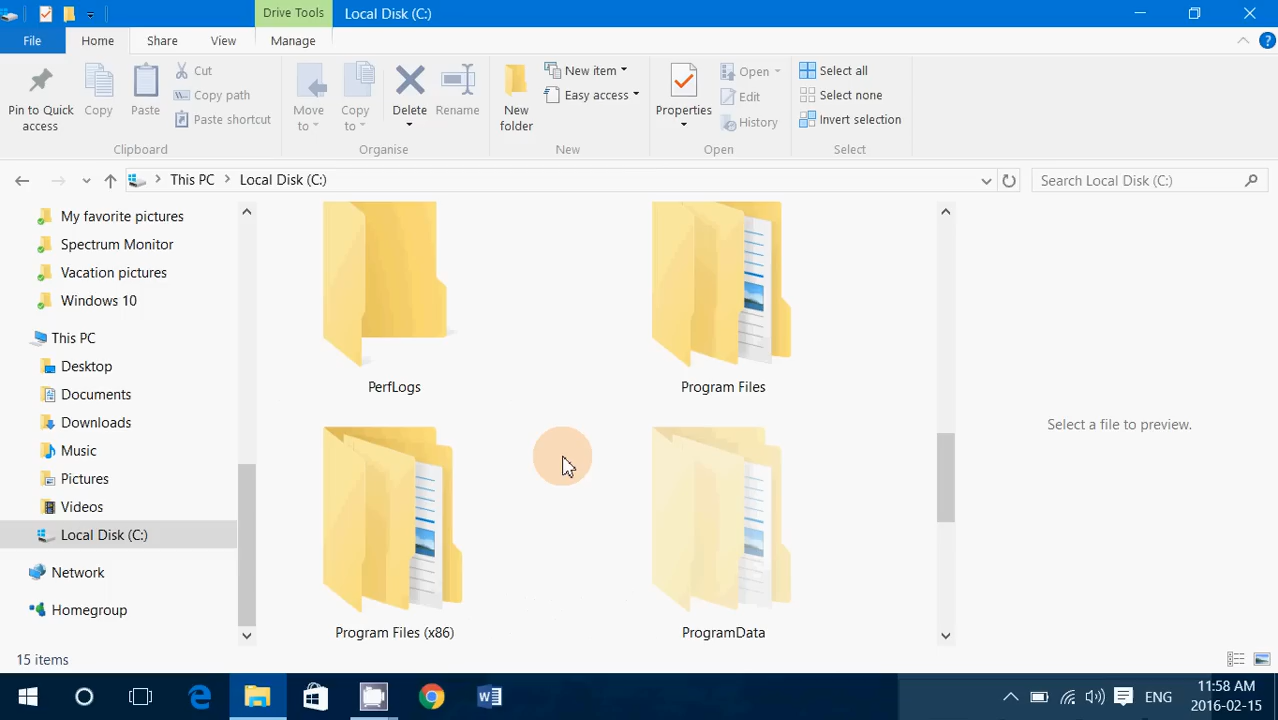 Drive Tools
Local Disk (C:)
File
Home
Share
View
Manage
Pin to Quick access
Copy
Paste
Cut
Copy path
Paste shortcut
Clipboard
Move to
Copy to
Delete
Rename
Organise
New folder
New item
Easy access
New
Properties
Open
Edit
History
Open
Select all
Select none
Invert selection
Select
This PC
Local Disk (C:)
Search Local Disk (C:)
My favorite pictures
Spectrum Monitor
Vacation pictures
Windows 10
This PC
Desktop
Documents
Downloads
Music
Pictures
Videos
Local Disk (C:)
Network
Homegroup
PerfLogs
Program Files
Program Files (x86)
ProgramData
Select a file to preview.
15 items
ENG
11:58 AM
2016-02-15